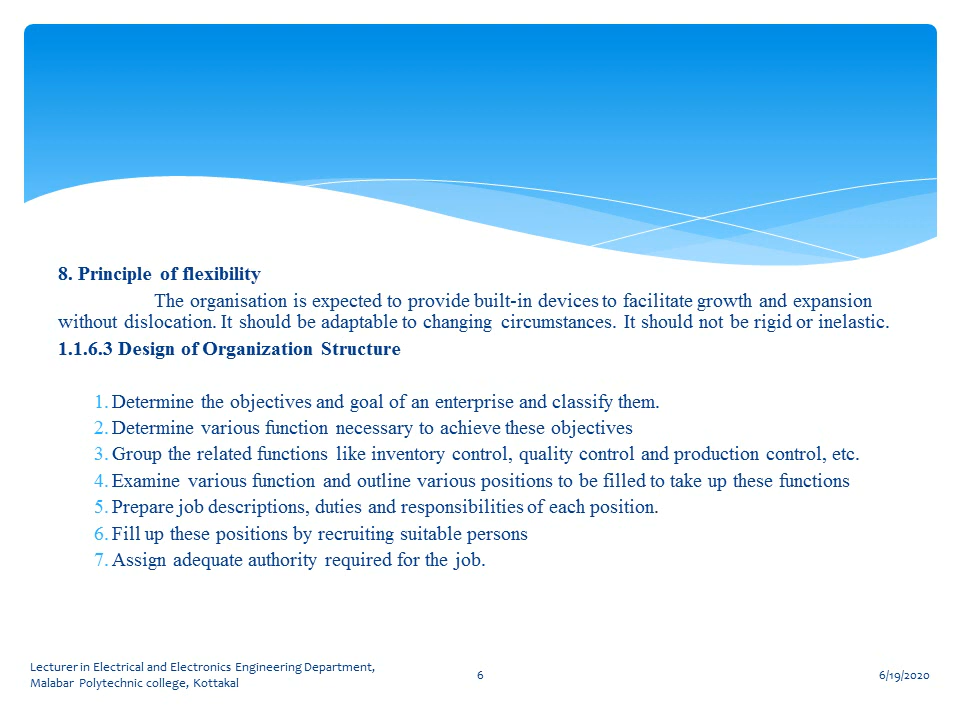 8. Principle of flexibility
The organisation is expected to provide built-in devices to facilitate growth and expansion
without dislocation. It should be adaptable to changing circumstances. It should not be rigid or inelastic.
1.1.6.3 Design of Organization Structure
1. Determine the objectives and goal of an enterprise and classify them.
2. Determine various function necessary to achieve these objectives
3. Group the related functions like inventory control, quality control and production control, etc.
4. Examine various function and outline various positions to be filled to take up these functions
5. Prepare job descriptions, duties and responsibilities of each position.
6. Fill up these positions by recruiting suitable persons
7. Assign adequate authority required for the job.
Lecturer in Electrical and Electronics Engineering Department,
Malabar Polytechnic college, Kottakal
6
6/19/2020